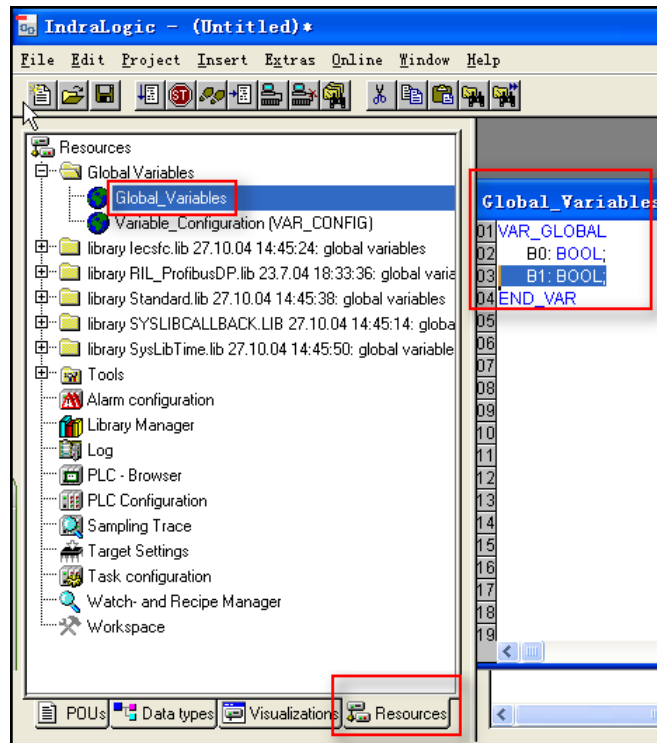 IndraLogic - (Untitled)*
File Edit Project Insert Extras Online Window Help
Resources
Global Variables
Global_Variables
Variable_Configuration (VAR_CONFIG)
library Iecsfc.lib 27.10.04 14:45:24: global variables
library RIL_ProfibusDP.lib 23.7.04 18:33:36: global varia
library Standard.lib 27.10.04 14:45:38: global variables
library SYSLIBCALLBACK.LIB 27.10.04 14:45:14: globa
library SysLibTime.lib 27.10.04 14:45:50: global variable
Tools
Alarm configuration
Library Manager
Log
PLC - Browser
PLC Configuration
Sampling Trace
Target Settings
Task configuration
Watch- and Recipe Manager
Workspace
POUs Data types Visualizations Resources
Global_Variables
01 VAR_GLOBAL
02 B0: BOOL;
03 B1: BOOL;
04 END_VAR
05
06
07
08
09
10
11
12
13
14
15
16
17
18
19